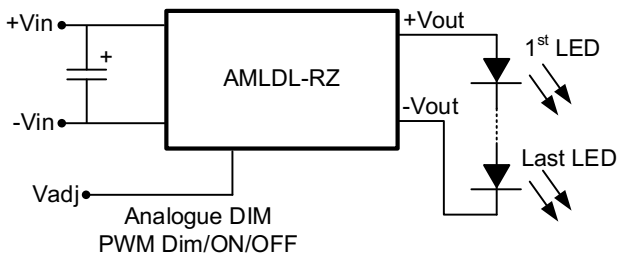 +Vin
+
-Vin
AMLDL-RZ
+Vout
-Vout
1st LED
Last LED
Vadj
Analogue DIM
PWM Dim/ON/OFF